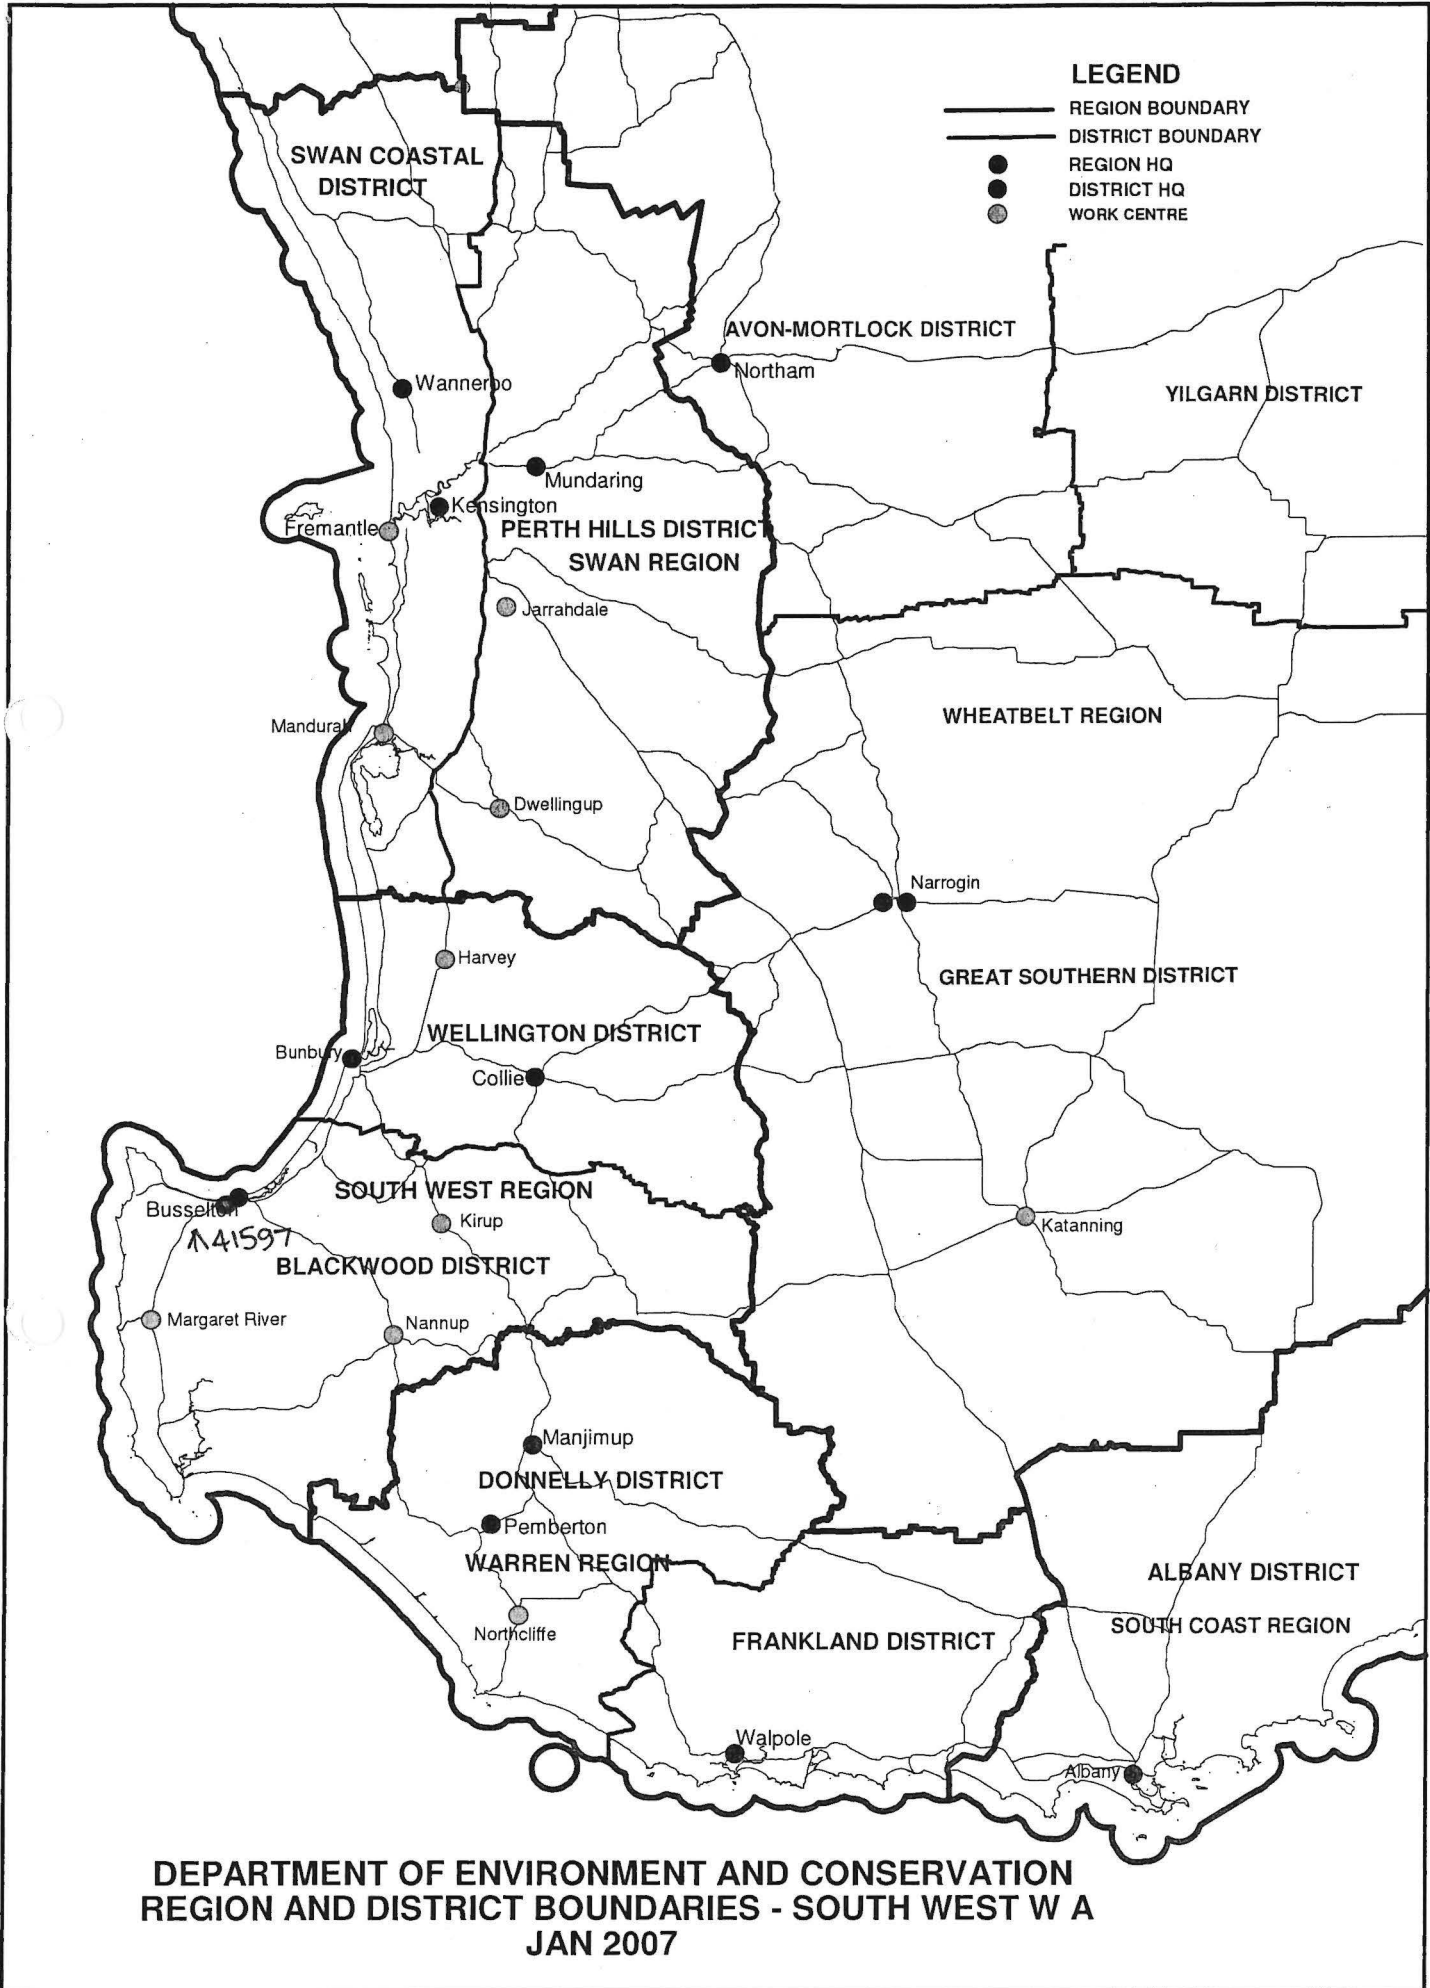 LEGEND
REGION BOUNDARY
DISTRICT BOUNDARY
REGION HQ
DISTRICT HQ
WORK CENTRE
SWAN COASTAL
DISTRICT
AVON-MORTLOCK DISTRICT
Northam
YILGARN DISTRICT
Wanneroo
Mundaring
Kensington
Fremantle
PERTH HILLS DISTRICT
SWAN REGION
Jarrahdale
Mandurah
WHEATBELT REGION
Dwellingup
Narrogin
Harvey
GREAT SOUTHERN DISTRICT
WELLINGTON DISTRICT
Bunbury
Collie
SOUTH WEST REGION
Busselton
Kirup
Katanning
↑41597
BLACKWOOD DISTRICT
Margaret River
Nannup
Manjimup
DONNELLY DISTRICT
Pemberton
WARREN REGION
ALBANY DISTRICT
Northcliffe
SOUTH COAST REGION
FRANKLAND DISTRICT
Walpole
Albany
DEPARTMENT OF ENVIRONMENT AND CONSERVATION
REGION AND DISTRICT BOUNDARIES - SOUTH WEST W A
JAN 2007